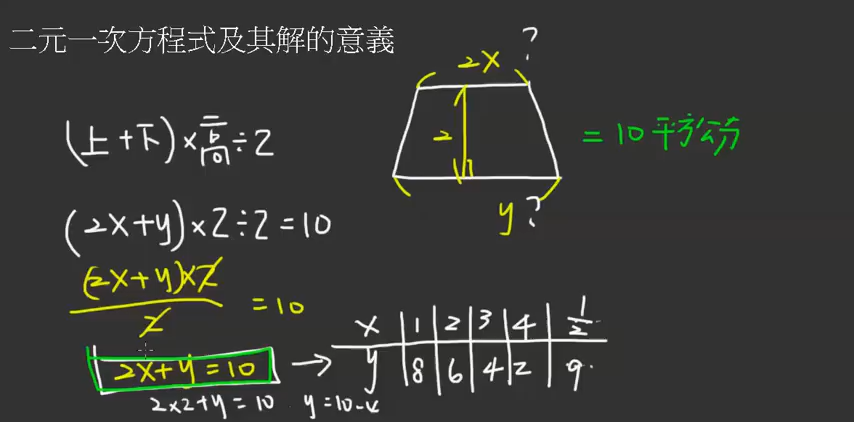 二元一次方程式及其解的意義
?
2X
2
= 10 平方公分
y ?
(上+下)×高÷2
(2X+y)×2÷2=10
(2X+y)×2
2
= 10
2X+y=10
→
X 1 2 3 4 1/2
y 8 6 4 2 9
2×2+y=10
y=10-4